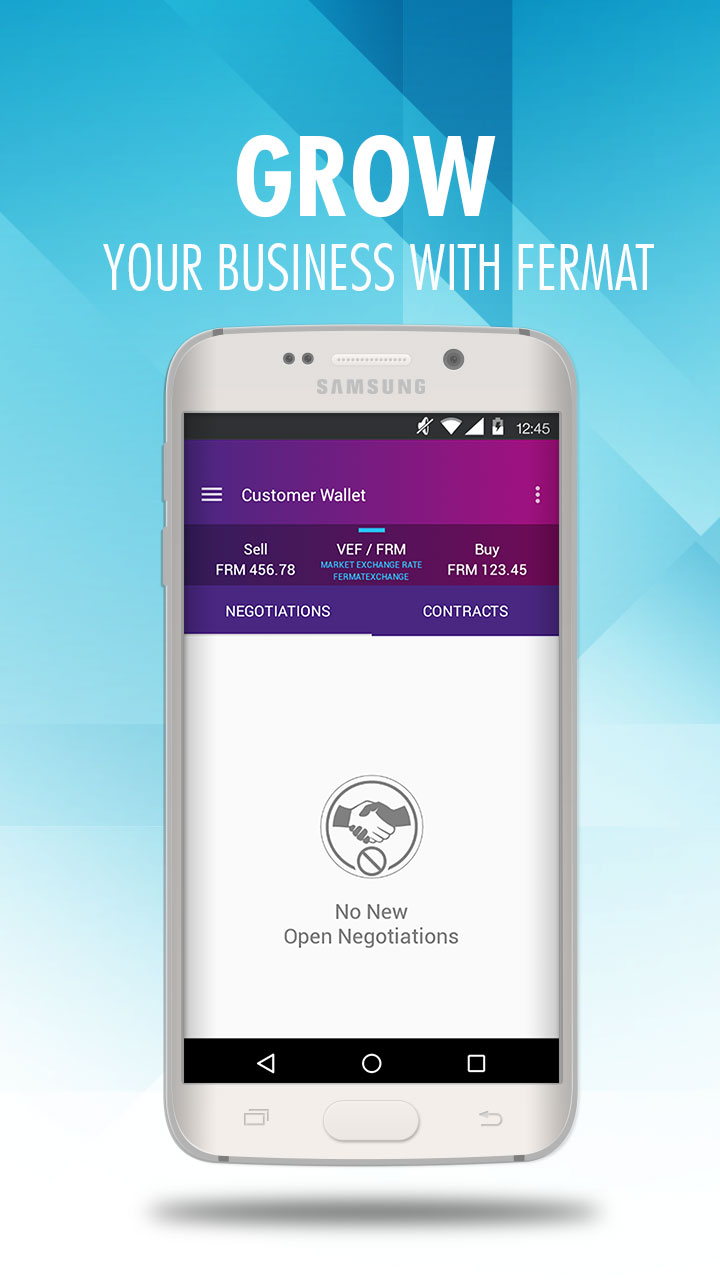 GROW
YOUR BUSINESS WITH FERMAT
SAMSUNG
12:45
Customer Wallet
Sell VEF / FRM Buy
FRM 456.78 MARKET EXCHANGE RATE FRM 123.45
FERMATEXCHANGE
NEGOTIATIONS CONTRACTS
No New
Open Negotiations